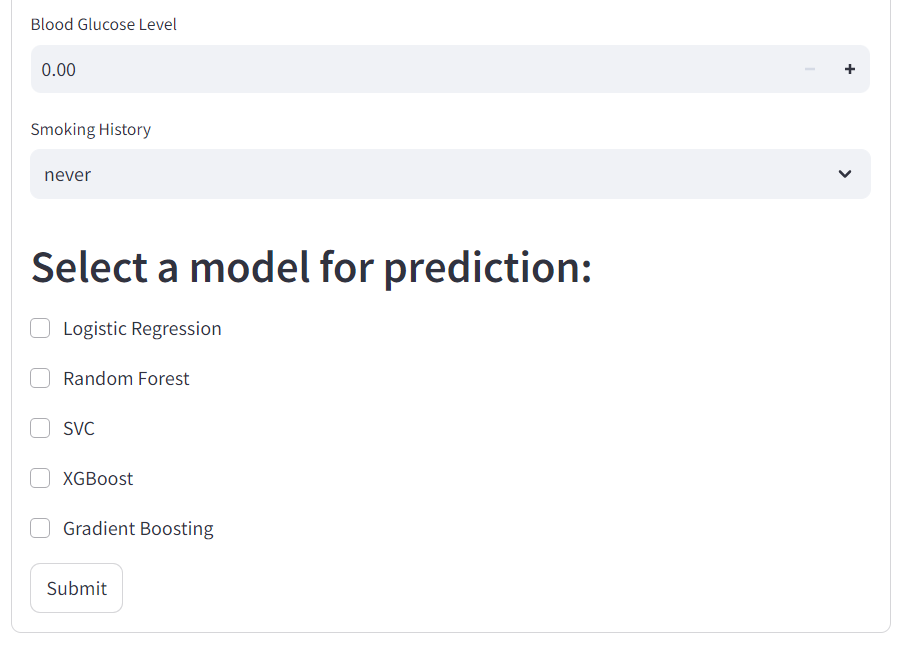 Blood Glucose Level
0.00
Smoking History
never
Select a model for prediction:
Logistic Regression
Random Forest
SVC
XGBoost
Gradient Boosting
Submit